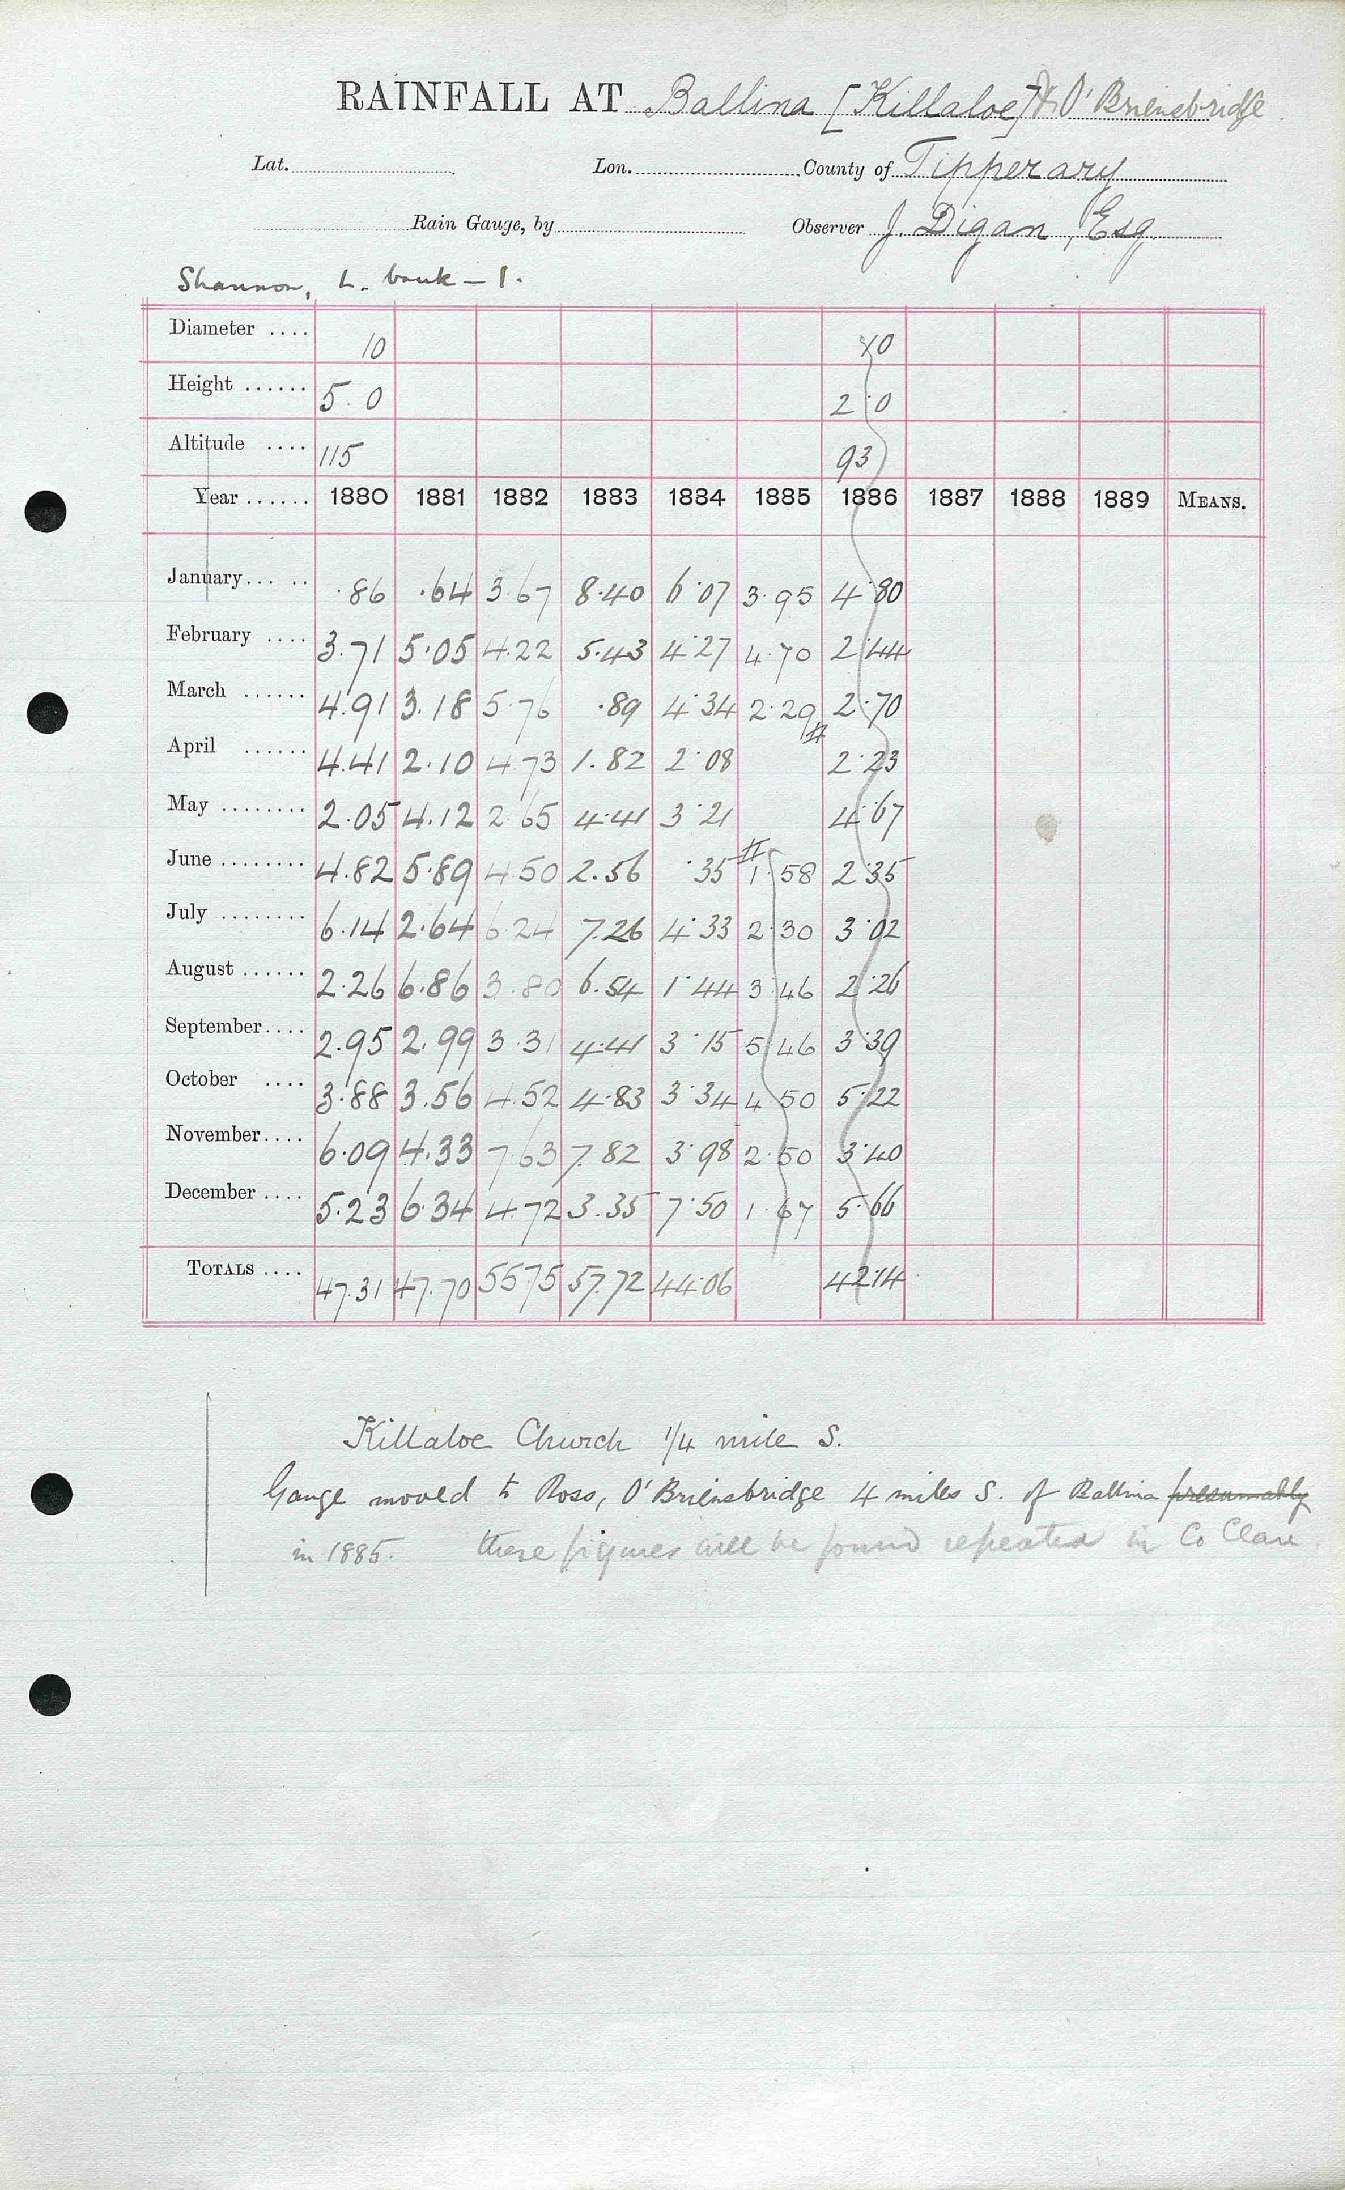 RAINFALL AT Ballina [Killaloe] & O'Briensbridge
Lat. Lon. County of Tipperary
Rain Gauge, by Observer J. Digan, Esq.
Shannon, L. bank – 1.
Diameter .... 10 10
Height ...... 5.0 2.0
Altitude .... 115 93
Year ...... 1880 1881 1882 1883 1884 1885 1886 1887 1888 1889 MEANS.
January... .. .86 .64 3.67 8.40 6.07 3.95 4.80
February .... 3.71 5.05 4.22 5.43 4.27 4.70 2.44
March ...... 4.91 3.18 5.76 .89 4.34 2.29 2.70
April ...... 4.41 2.10 4.73 1.82 2.08 # 2.23
May ........ 2.05 4.12 2.65 4.41 3.21 4.67
June ........ 4.82 5.89 4.50 2.56 .35 # 1.58 2.35
July ........ 6.14 2.64 6.24 7.26 4.33 2.30 3.02
August ...... 2.26 6.86 3.80 6.54 1.44 3.46 2.26
September.... 2.95 2.99 3.31 4.41 3.15 5.46 3.39
October .... 3.88 3.56 4.52 4.83 3.34 4.50 5.22
November.... 6.09 4.33 7.63 7.82 3.98 2.50 3.40
December .... 5.23 6.34 4.72 3.35 7.50 1.67 5.66
TOTALS .... 47.31 47.70 55.75 57.72 44.06 42.14
Killaloe Church 1/4 mile S.
Gauge moved to Ross, O'Briensbridge 4 miles S. of Ballina presumably
in 1885. these figures will be found repeated in Co Clare.